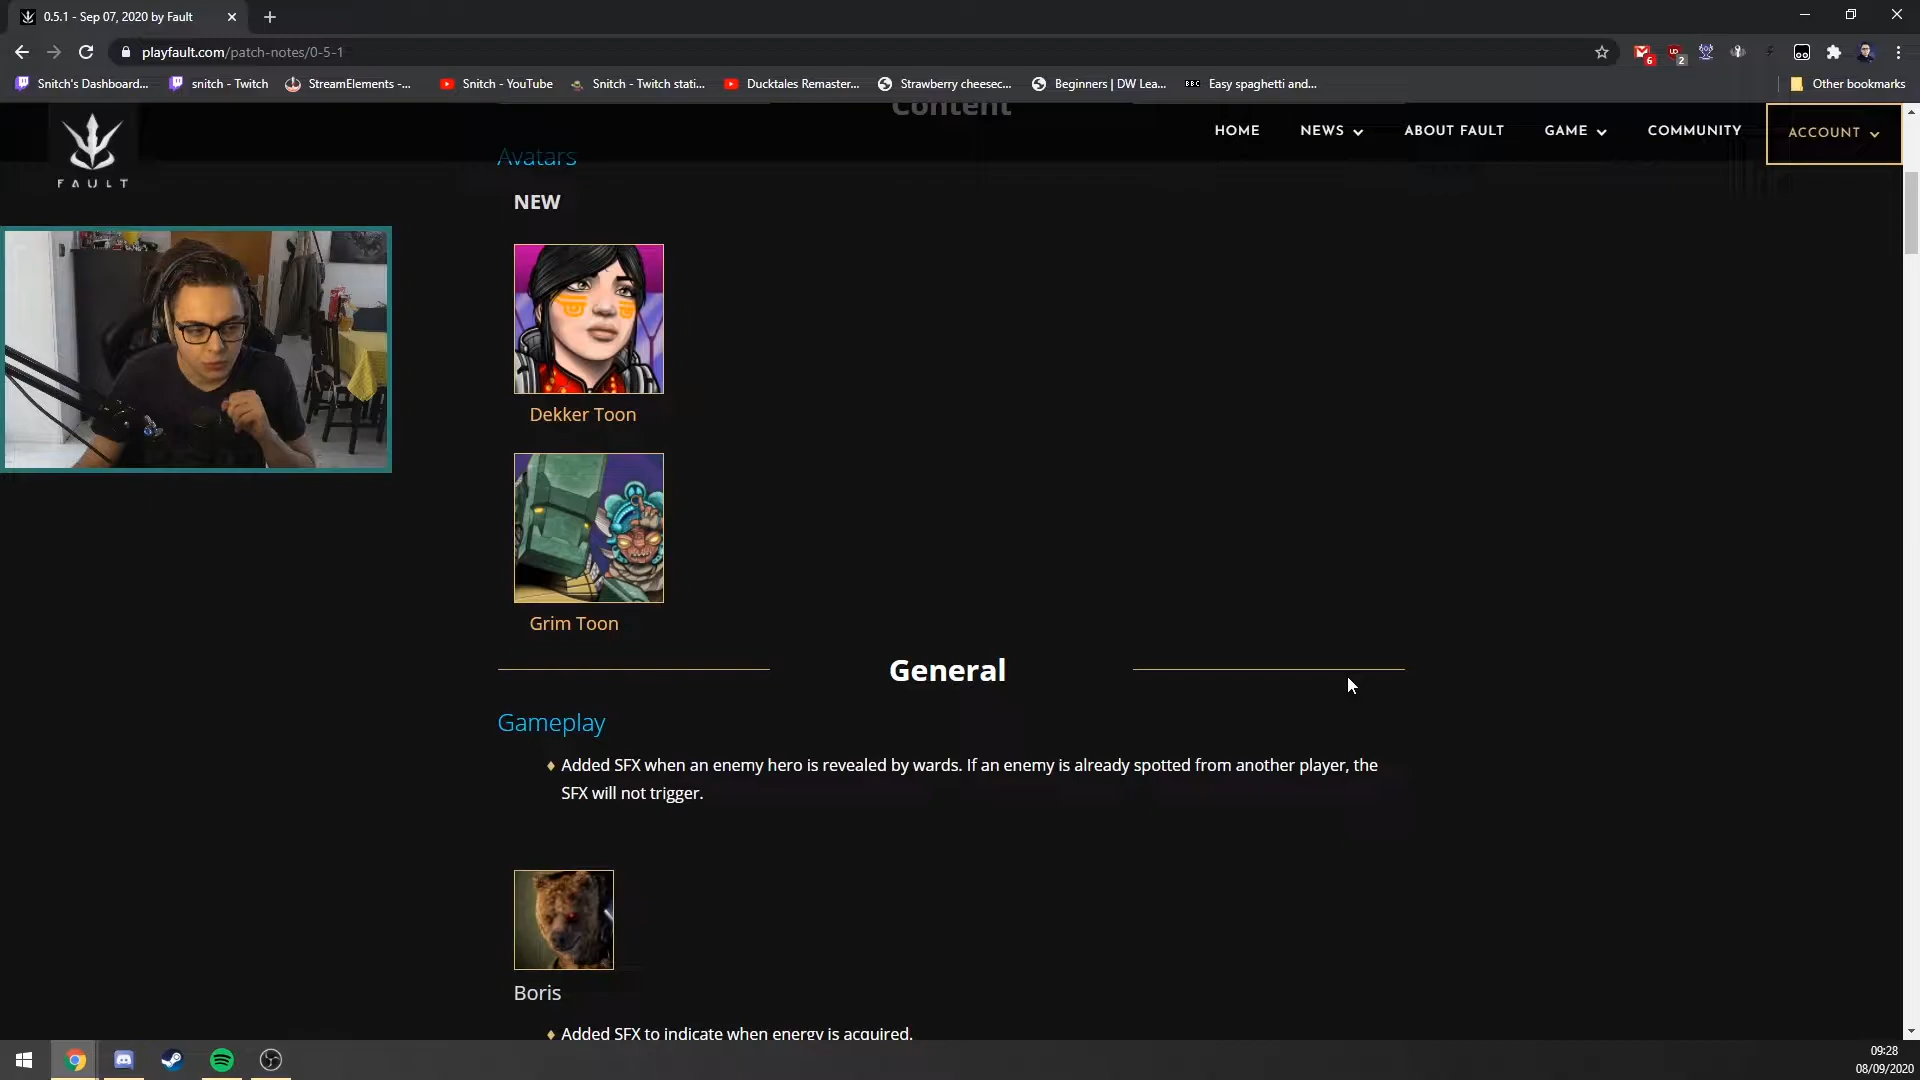 0.5.1 - Sep 07, 2020 by Fault
playfault.com/patch-notes/0-5-1
6
2
Snitch's Dashboard...
snitch - Twitch
StreamElements -...
Snitch - YouTube
Snitch - Twitch stati...
Ducktales Remaster...
Strawberry cheesec...
Beginners | DW Lea...
BBC
Easy spaghetti and...
Other bookmarks
FAULT
Content
HOME
NEWS
ABOUT FAULT
GAME
COMMUNITY
ACCOUNT
Avatars
NEW
Dekker Toon
Grim Toon
General
Gameplay
Added SFX when an enemy hero is revealed by wards. If an enemy is already spotted from another player, the
SFX will not trigger.
Boris
Added SFX to indicate when energy is acquired.
09:28
08/09/2020